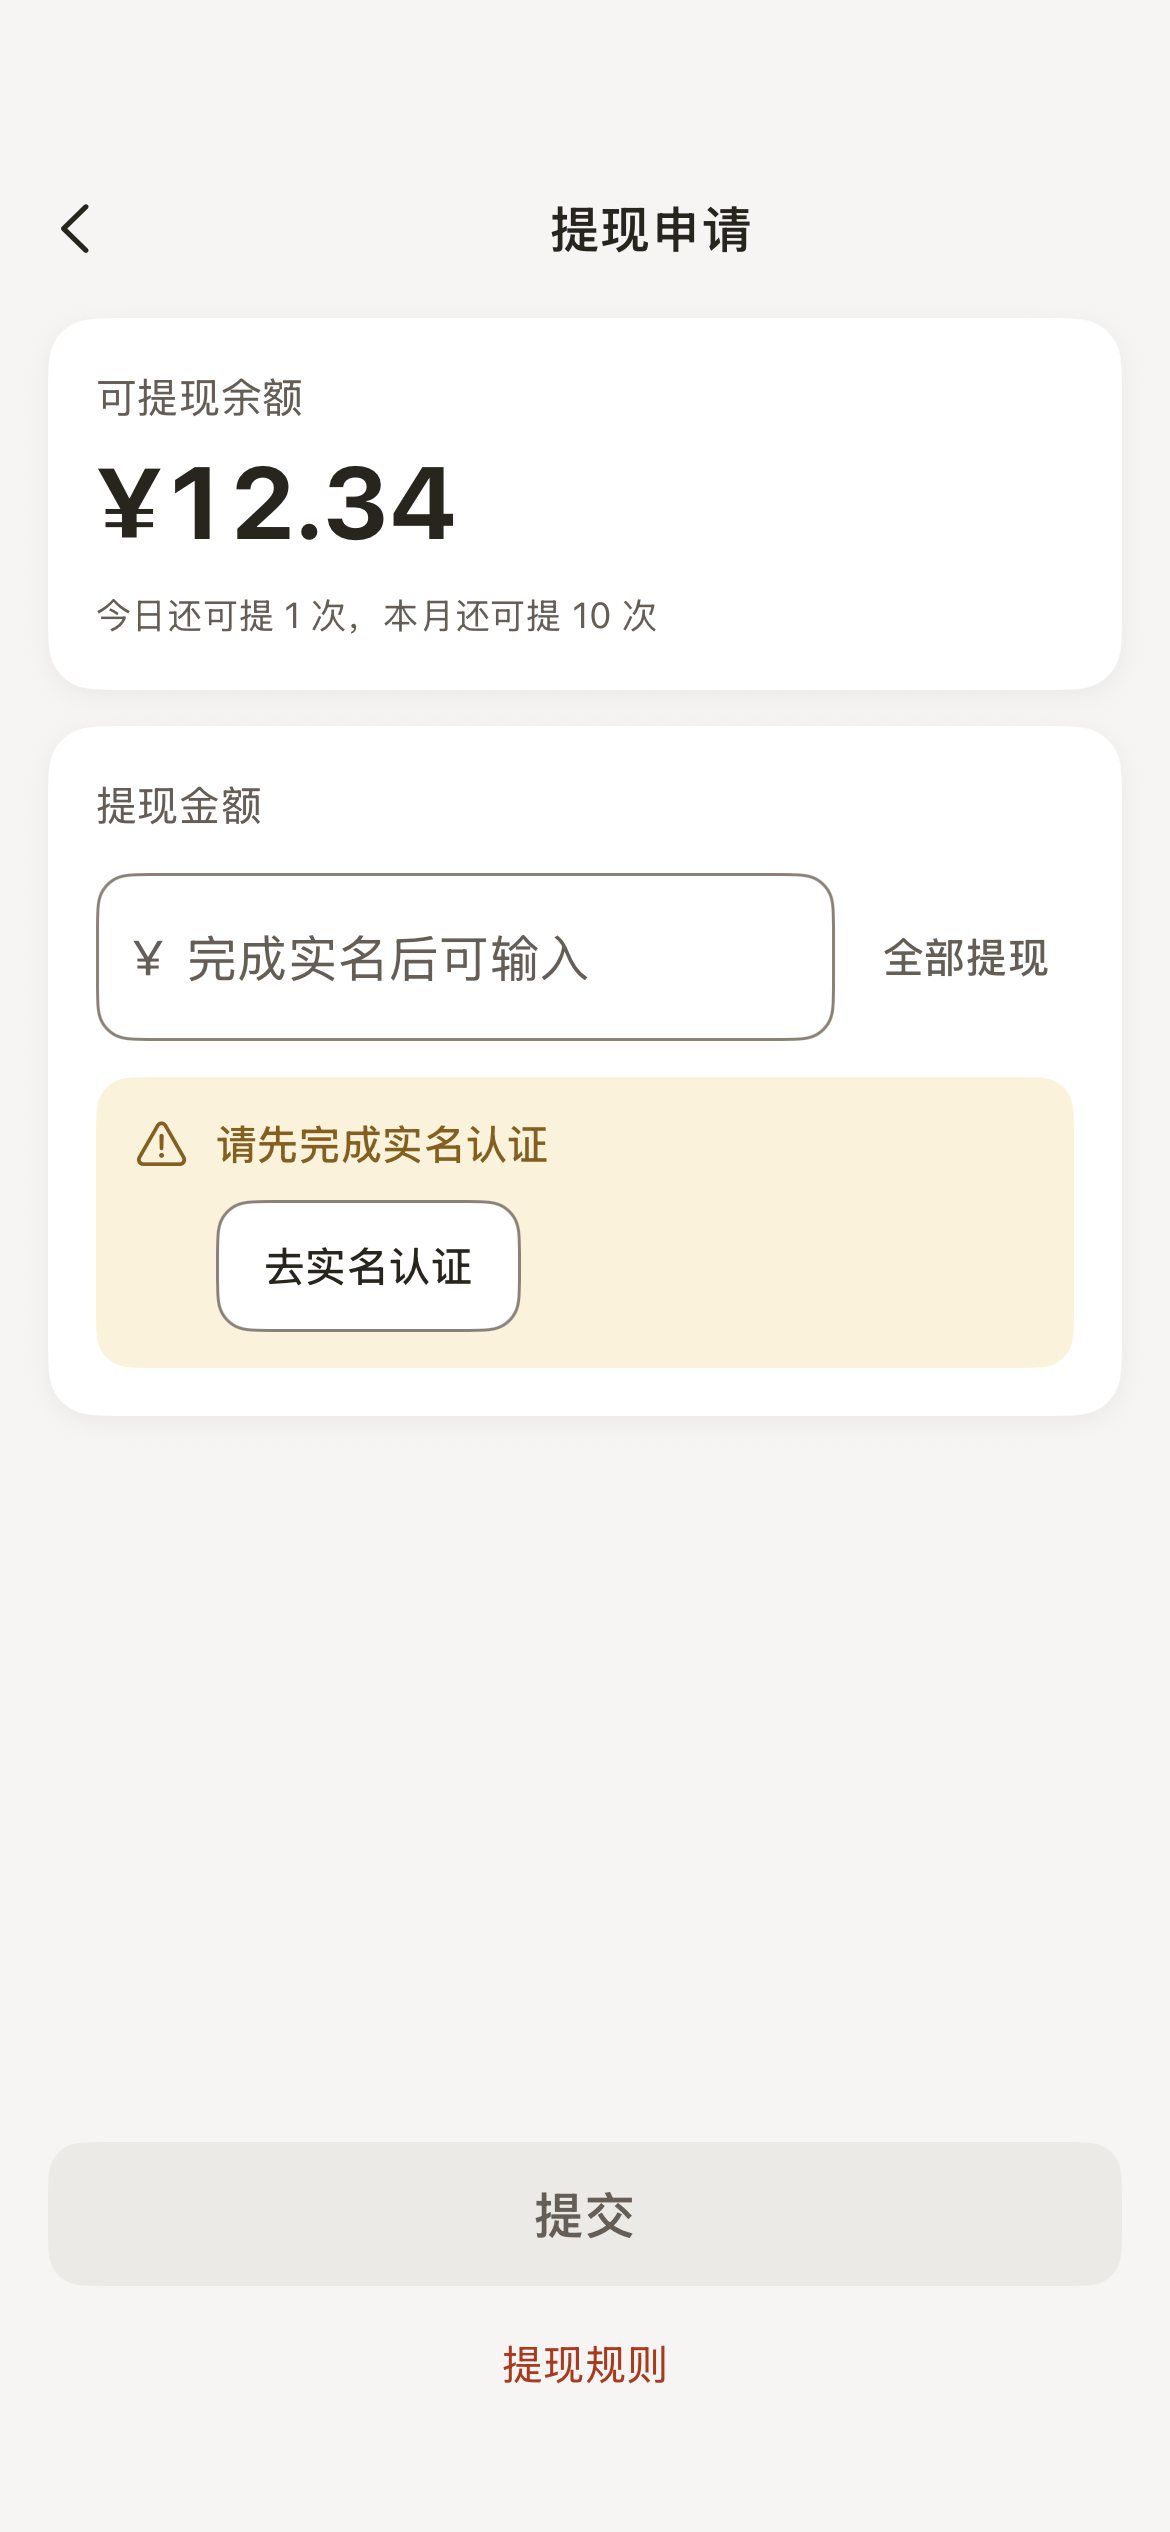 提现申请
可提现余额
¥12.34
今日还可提 1 次，本月还可提 10 次
提现金额
¥ 完成实名后可输入
全部提现
请先完成实名认证
去实名认证
提交
提现规则